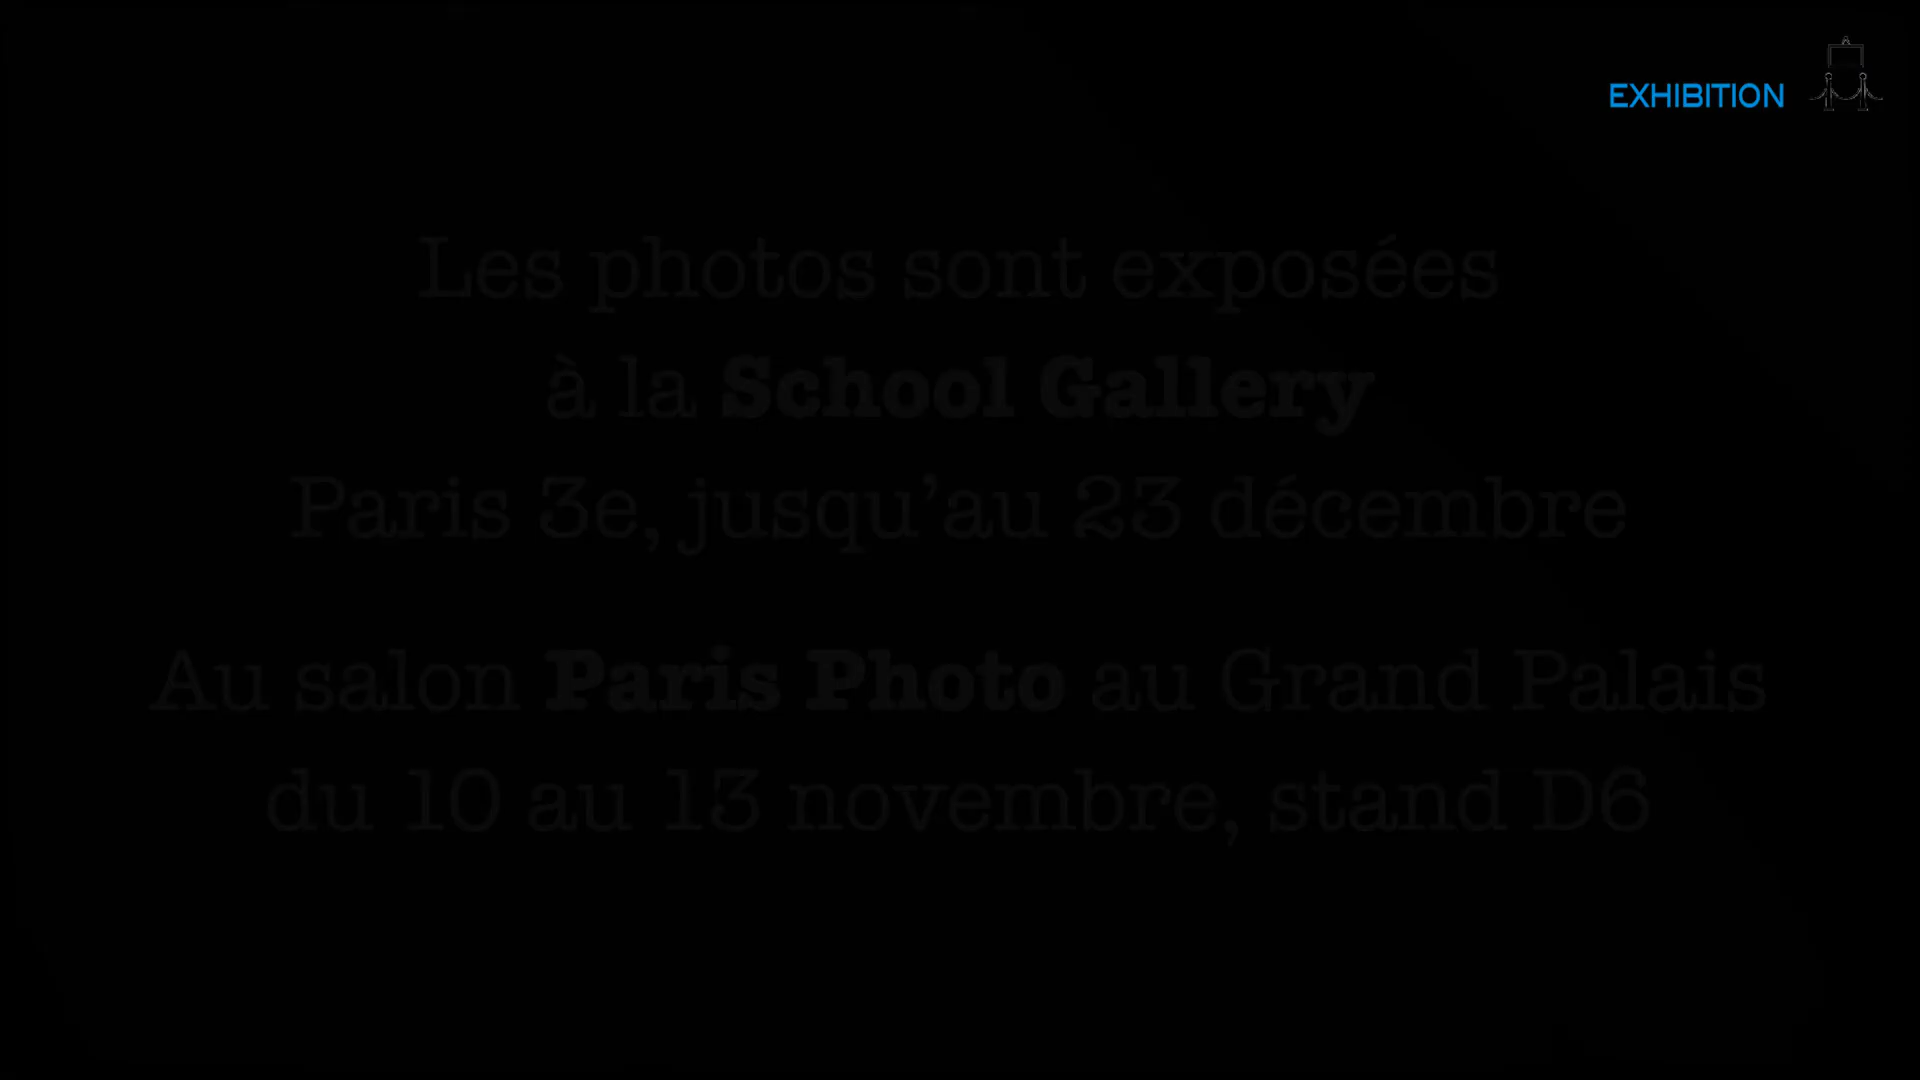 EXHIBITION
Les photos sont exposées
à la School Gallery
Paris 3e, jusqu’au 23 décembre
Au salon Paris Photo au Grand Palais
du 10 au 13 novembre, stand D6